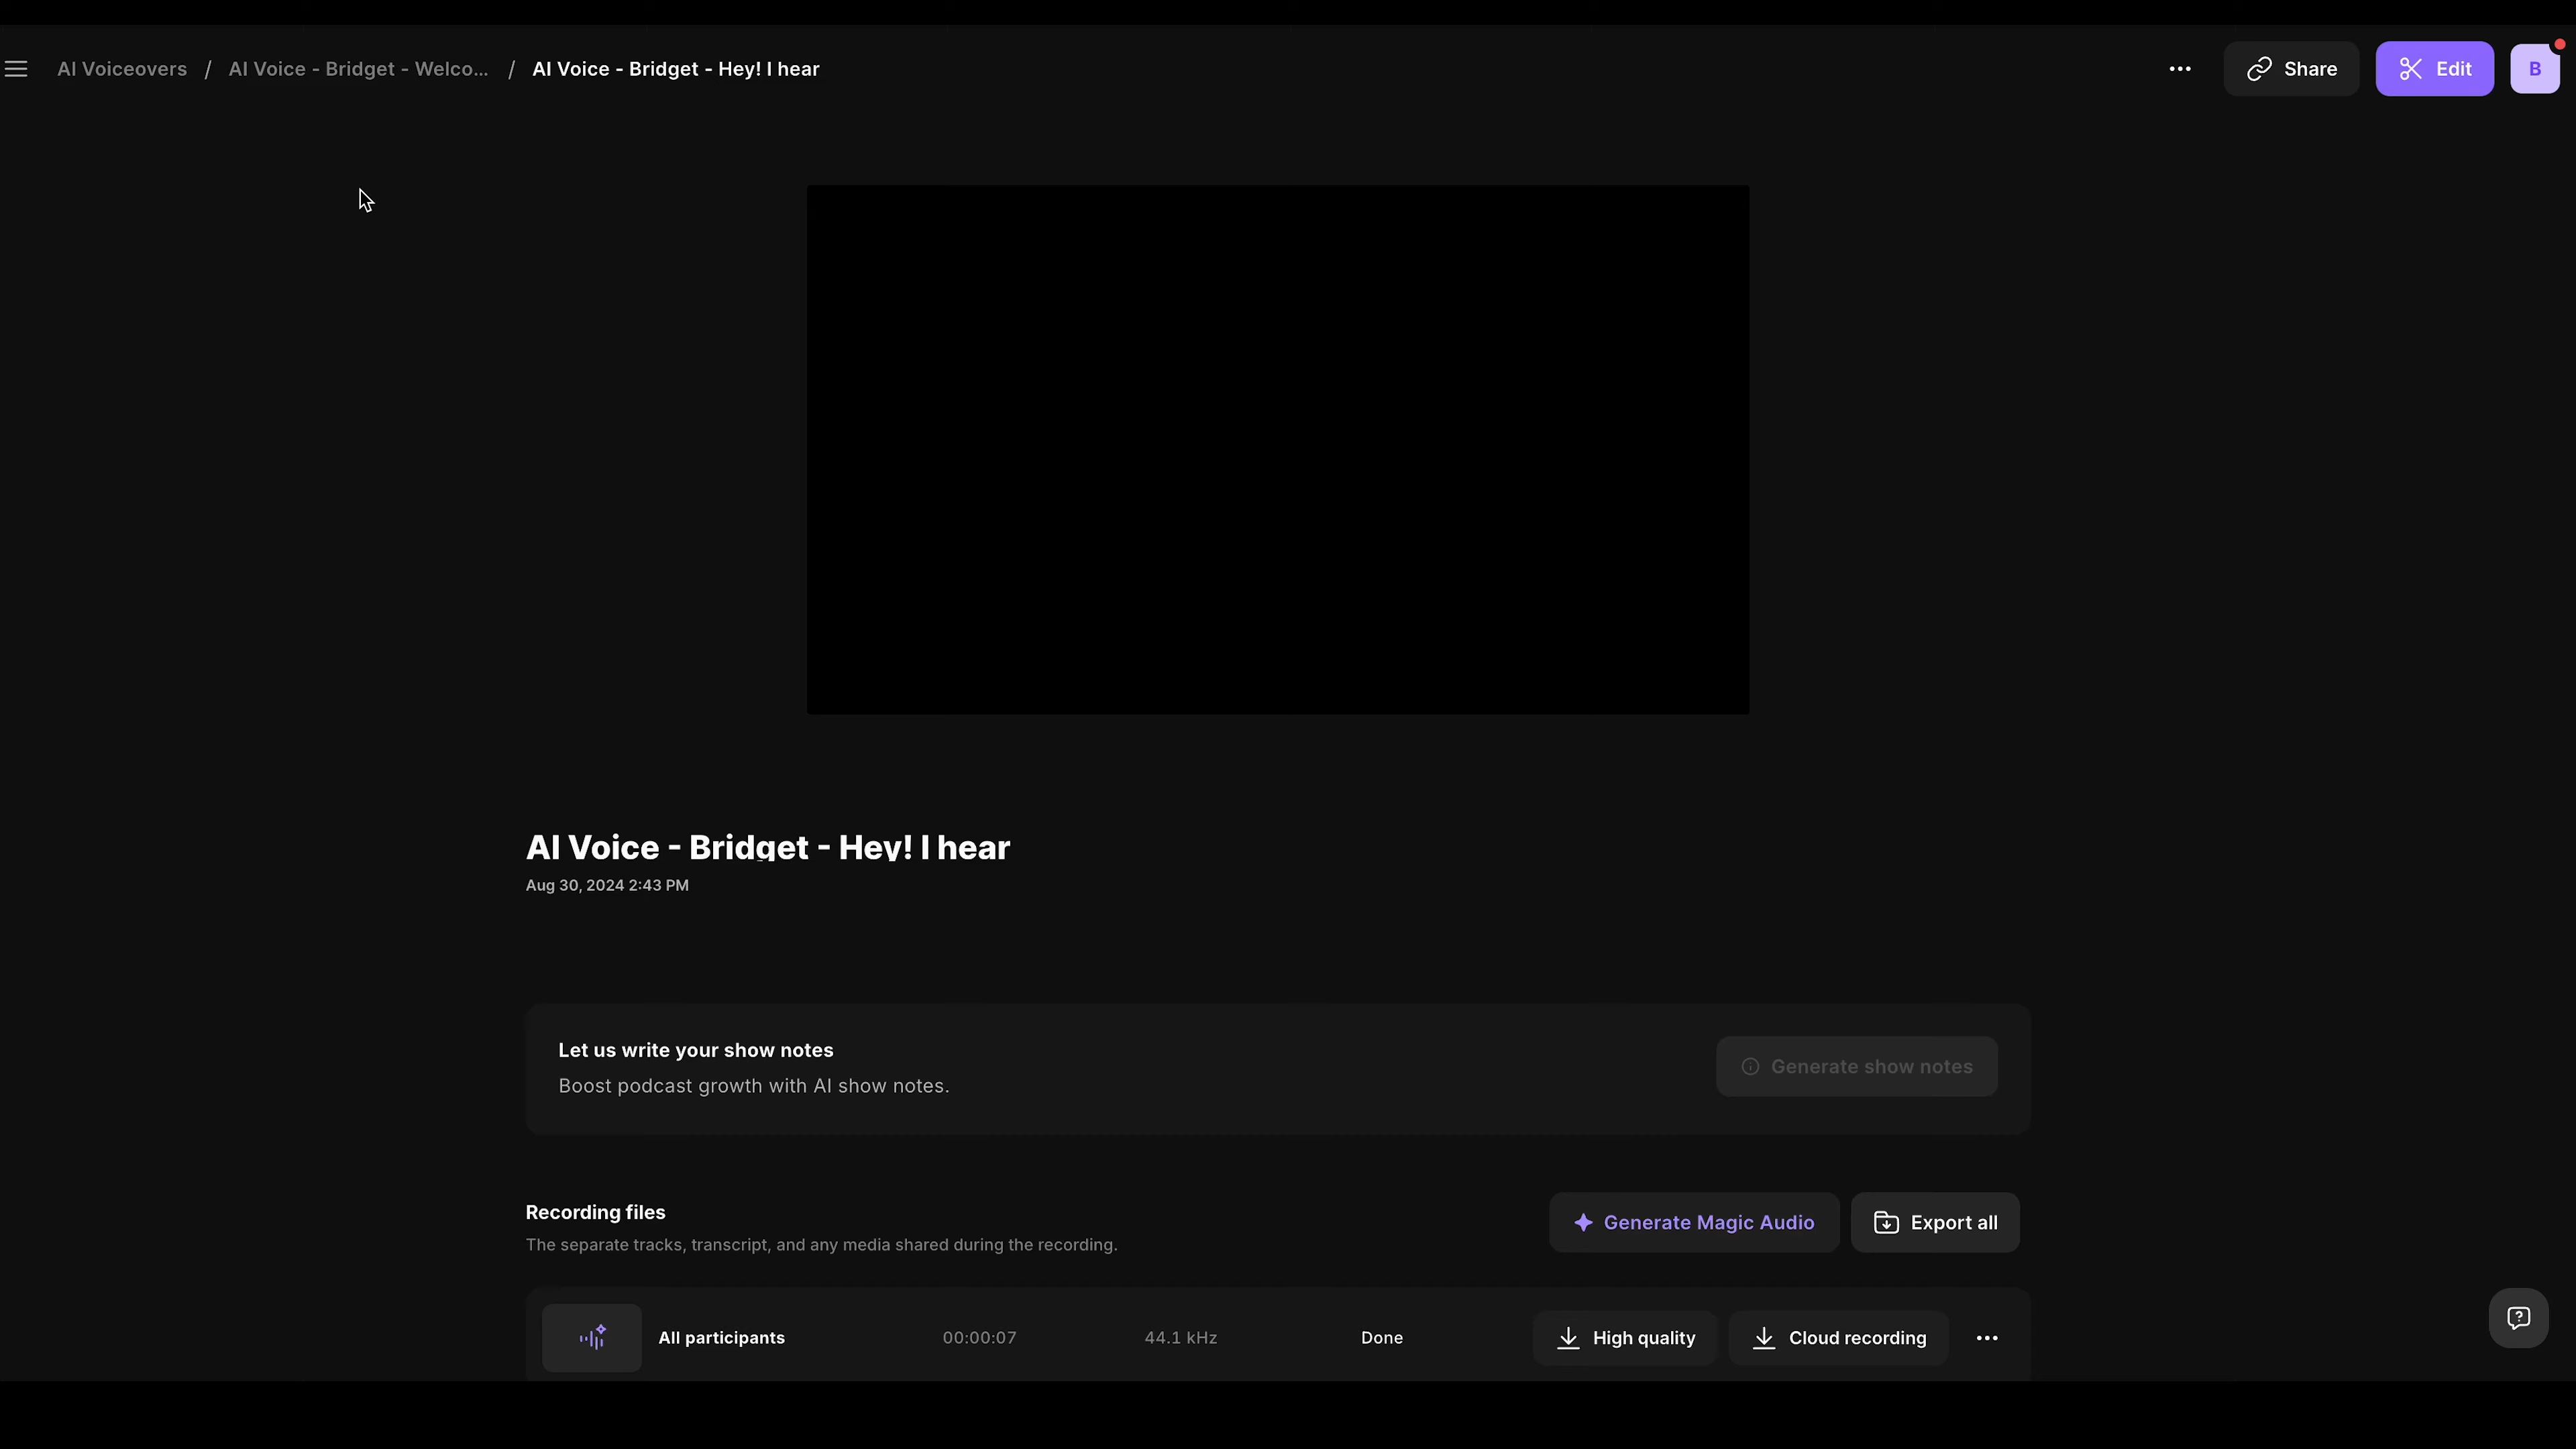 AI Voiceovers / AI Voice - Bridget - Welco... / AI Voice - Bridget - Hey! I hear
Share
Edit
B
AI Voice - Bridget - Hey! I hear
Aug 30, 2024 2:43 PM
Let us write your show notes
Boost podcast growth with AI show notes.
Generate show notes
Recording files
The separate tracks, transcript, and any media shared during the recording.
Generate Magic Audio
Export all
All participants 00:00:07 44.1 kHz Done High quality Cloud recording